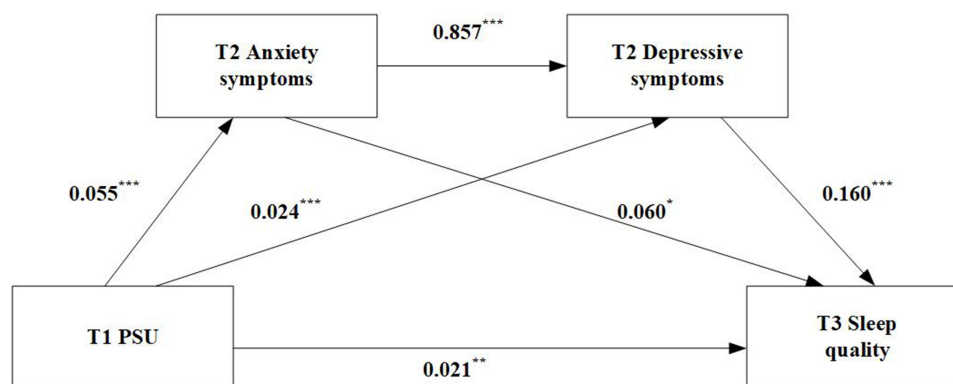 0.857***
T2 Anxiety
symptoms
T2 Depressive
symptoms
0.055***
0.024***
0.060*
0.160***
T1 PSU
T3 Sleep
quality
0.021**